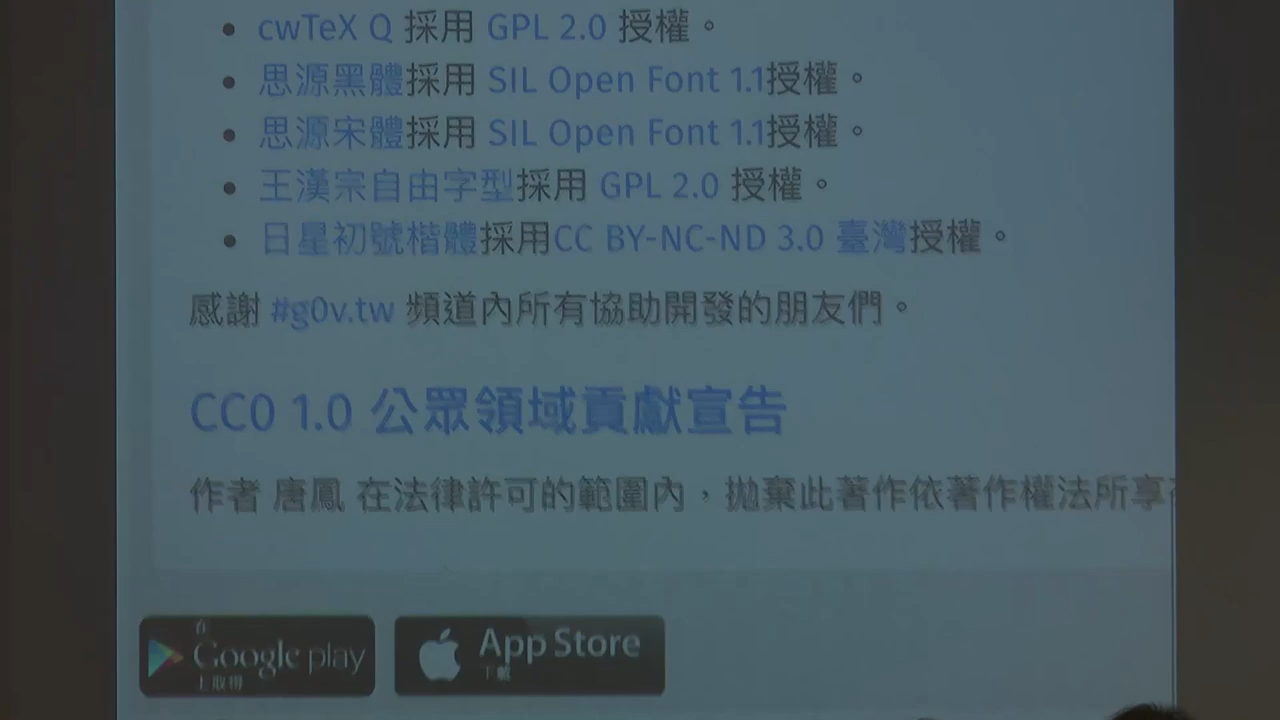 cwTeX Q 採用 GPL 2.0 授權。
思源黑體採用 SIL Open Font 1.1授權。
思源宋體採用 SIL Open Font 1.1授權。
王漢宗自由字型採用 GPL 2.0 授權。
日星初號楷體採用CC BY-NC-ND 3.0 臺灣授權。
感謝 #g0v.tw 頻道內所有協助開發的朋友們。
CC0 1.0 公眾領域貢獻宣告
作者 唐鳳 在法律許可的範圍內，拋棄此著作依著作權法所享
Google play
上取得
App Store
下載